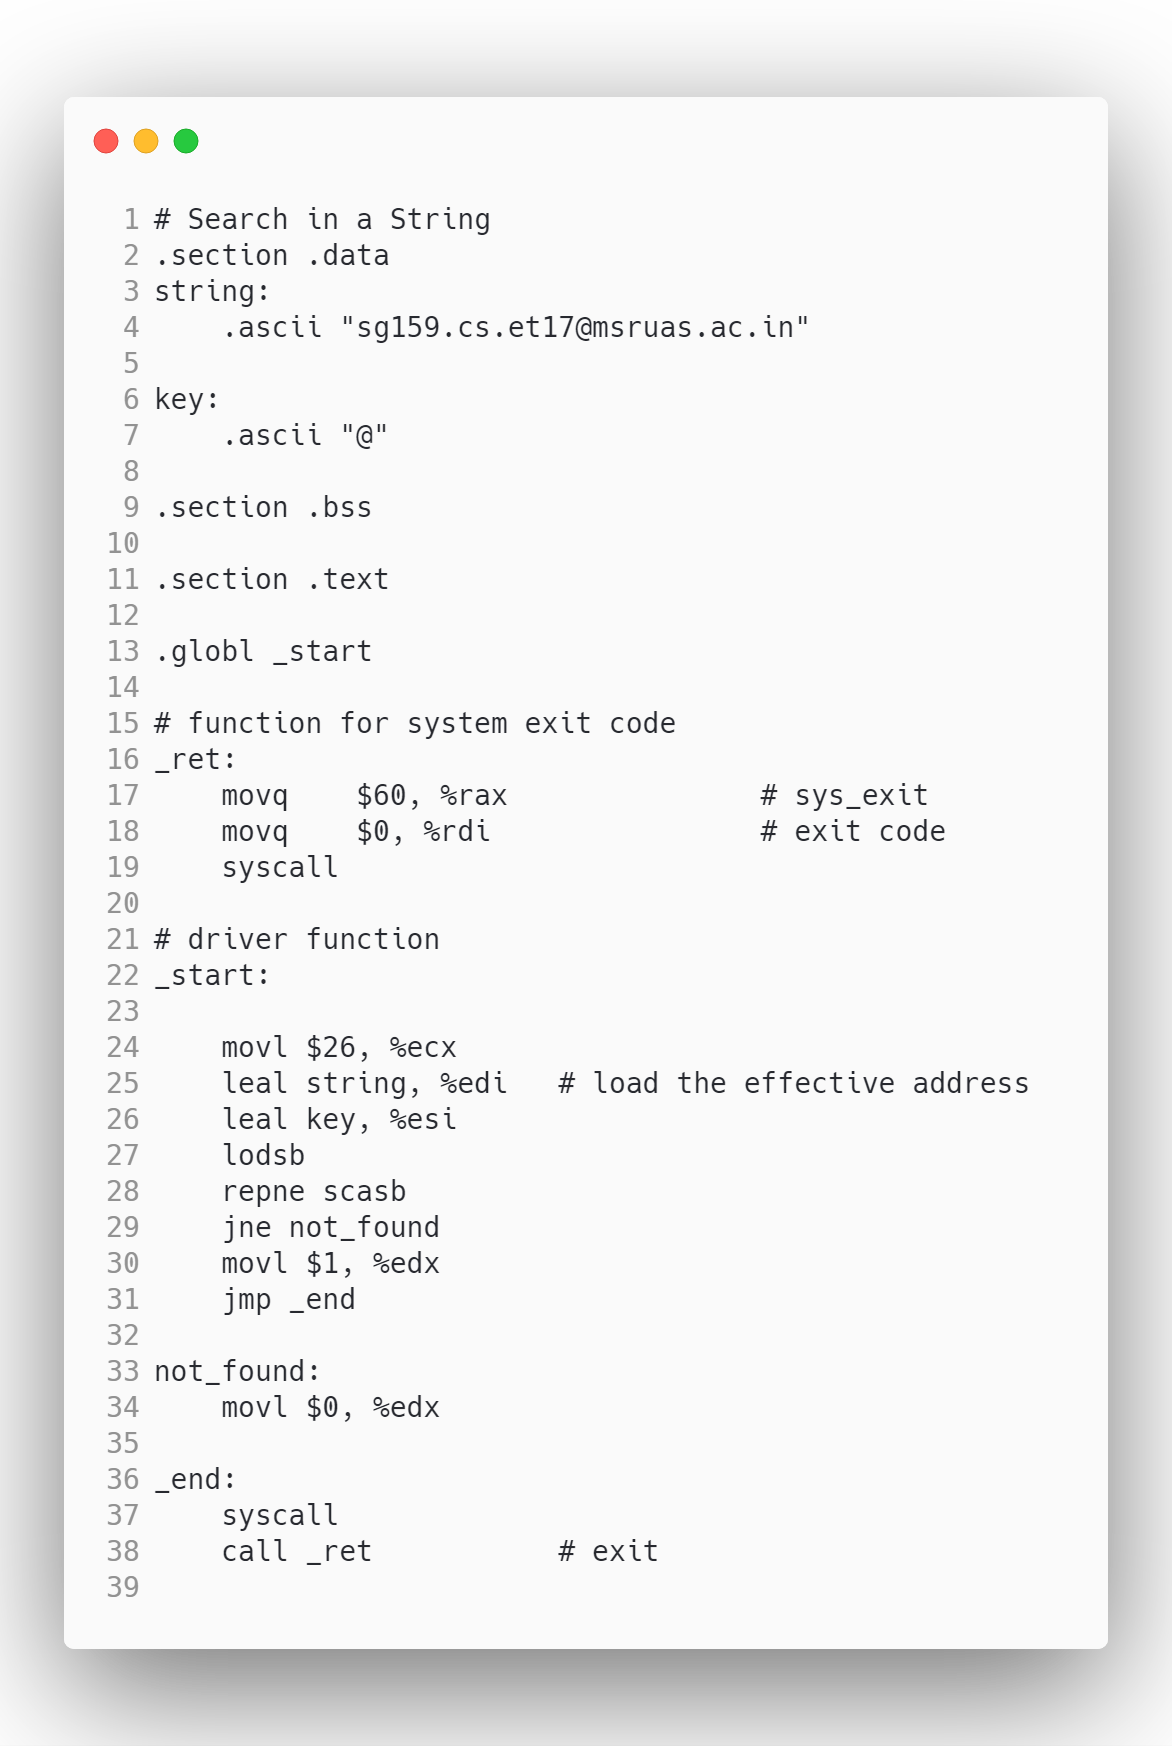 1 # Search in a String
2 .section .data
3 string:
4     .ascii "sg159.cs.et17@msruas.ac.in"
5
6 key:
7     .ascii "@"
8
9 .section .bss
10
11 .section .text
12
13 .globl _start
14
15 # function for system exit code
16 _ret:
17     movq    $60, %rax               # sys_exit
18     movq    $0, %rdi                # exit code
19     syscall
20
21 # driver function
22 _start:
23
24     movl $26, %ecx
25     leal string, %edi   # load the effective address
26     leal key, %esi
27     lodsb
28     repne scasb
29     jne not_found
30     movl $1, %edx
31     jmp _end
32
33 not_found:
34     movl $0, %edx
35
36 _end:
37     syscall
38     call _ret           # exit
39